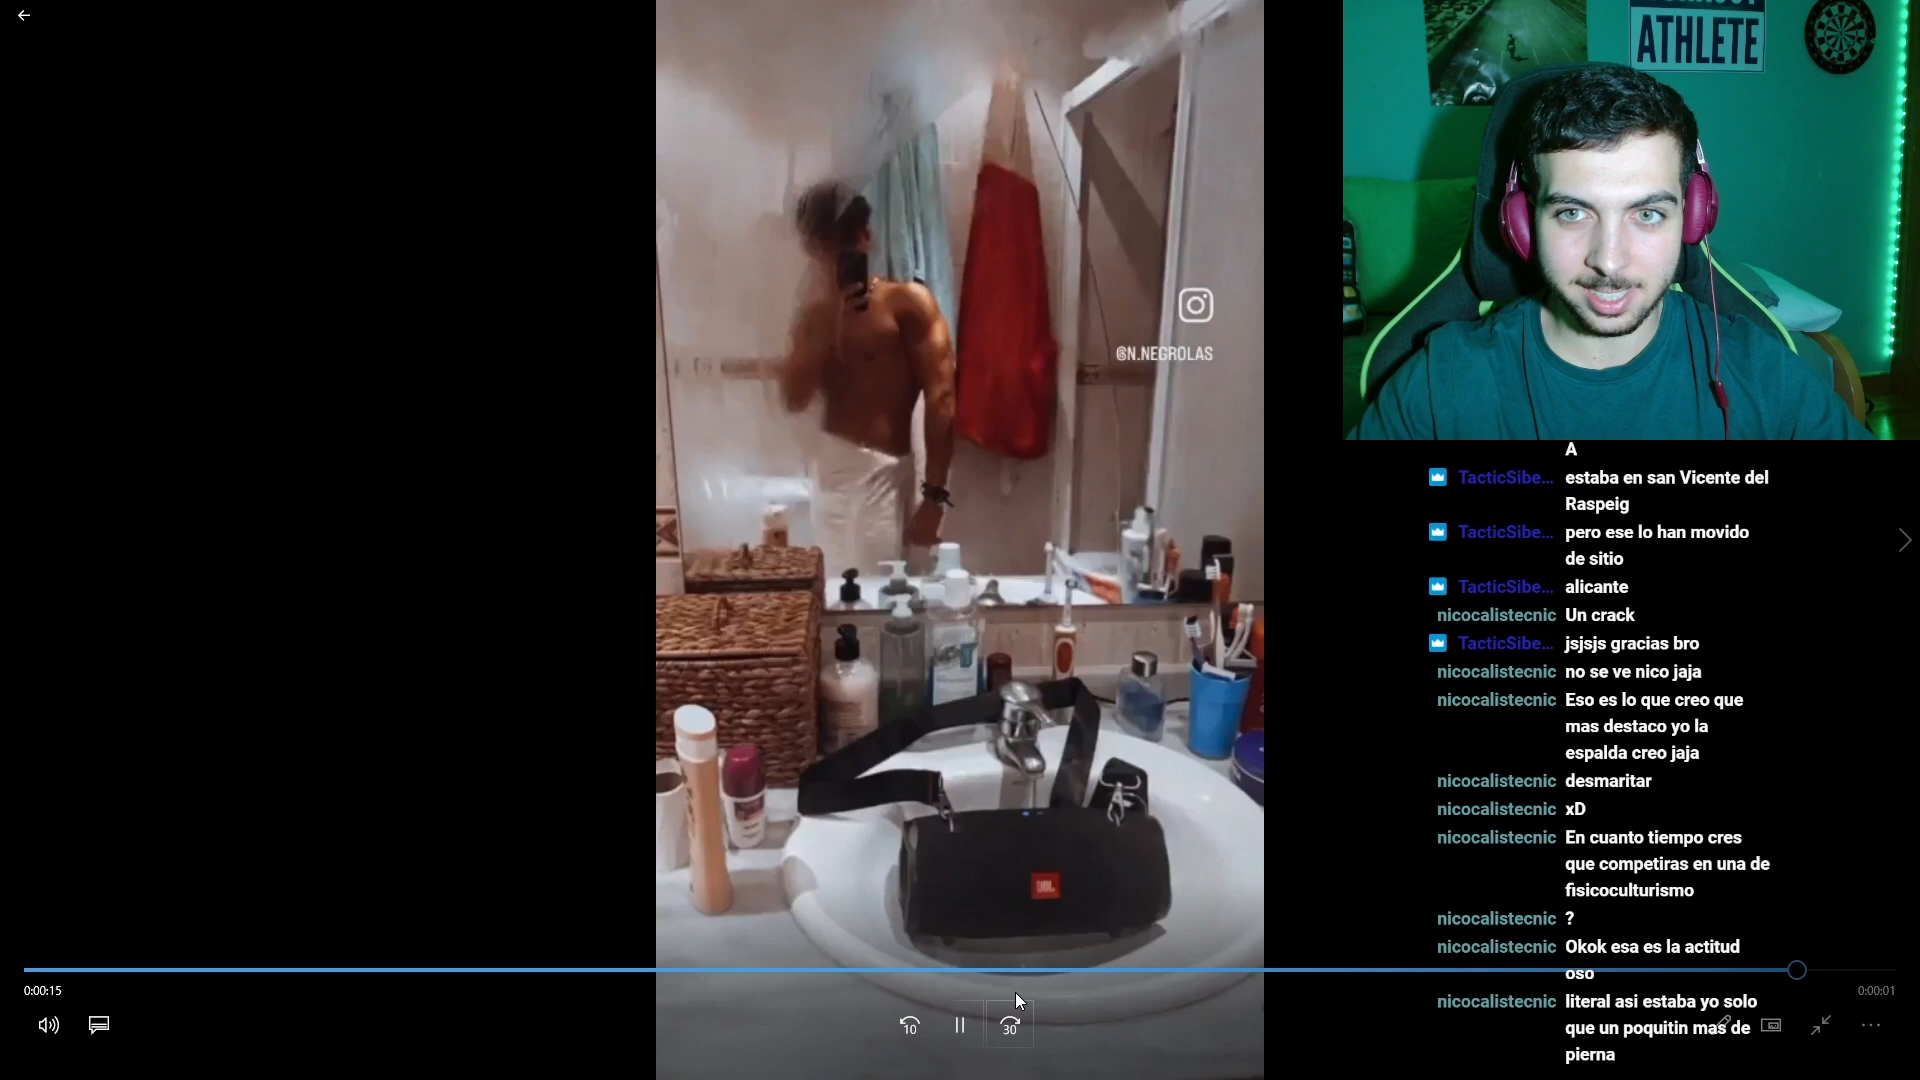 ATHLETE
@N.NEGROLAS
JBL
A
TacticSibe... estaba en san Vicente del
Raspeig
TacticSibe... pero ese lo han movido
de sitio
TacticSibe... alicante
nicocalistecnic Un crack
TacticSibe... jsjsjs gracias bro
nicocalistecnic no se ve nico jaja
nicocalistecnic Eso es lo que creo que
mas destaco yo la
espalda creo jaja
nicocalistecnic desmaritar
nicocalistecnic xD
nicocalistecnic En cuanto tiempo cres
que competiras en una de
fisicoculturismo
nicocalistecnic ?
nicocalistecnic Okok esa es la actitud
oso
nicocalistecnic literal asi estaba yo solo
que un poquitin mas de
pierna
0:00:15
0:00:01
10
30